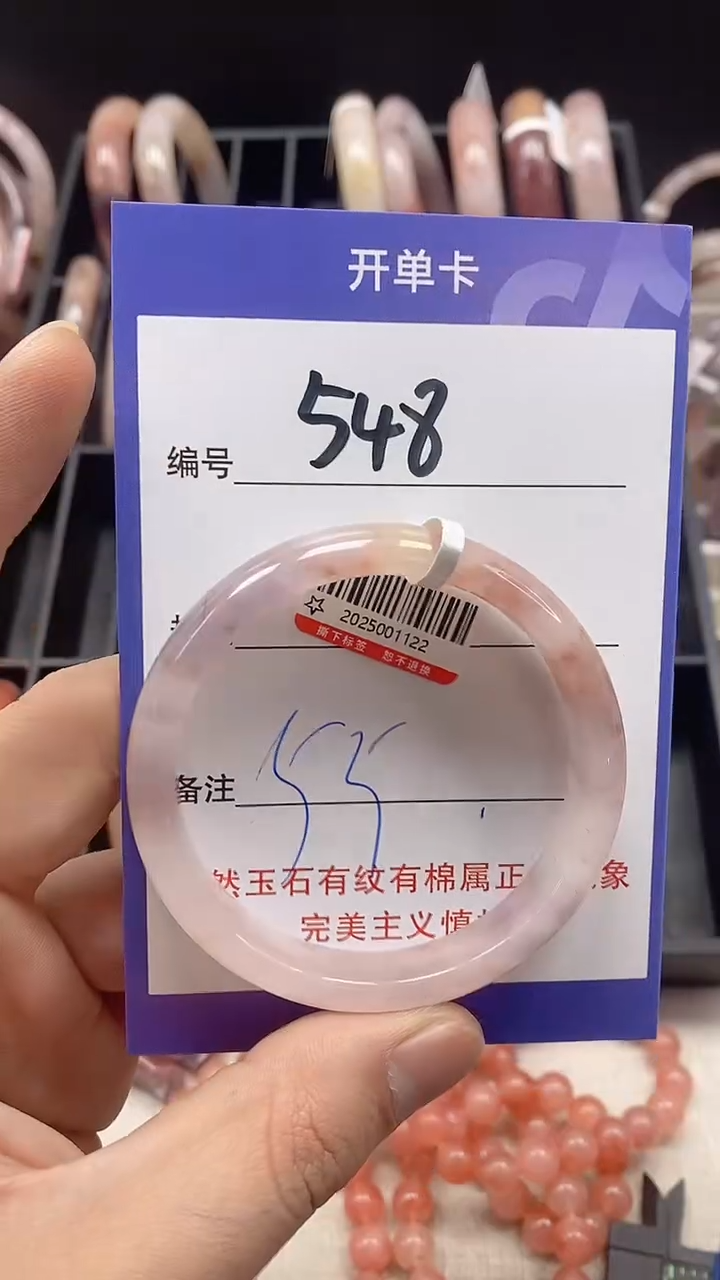 开单卡
编号 548
2025001122
撕下标签 恕不退换
备注 55
然玉石有纹有棉属正
象
完美主义慎